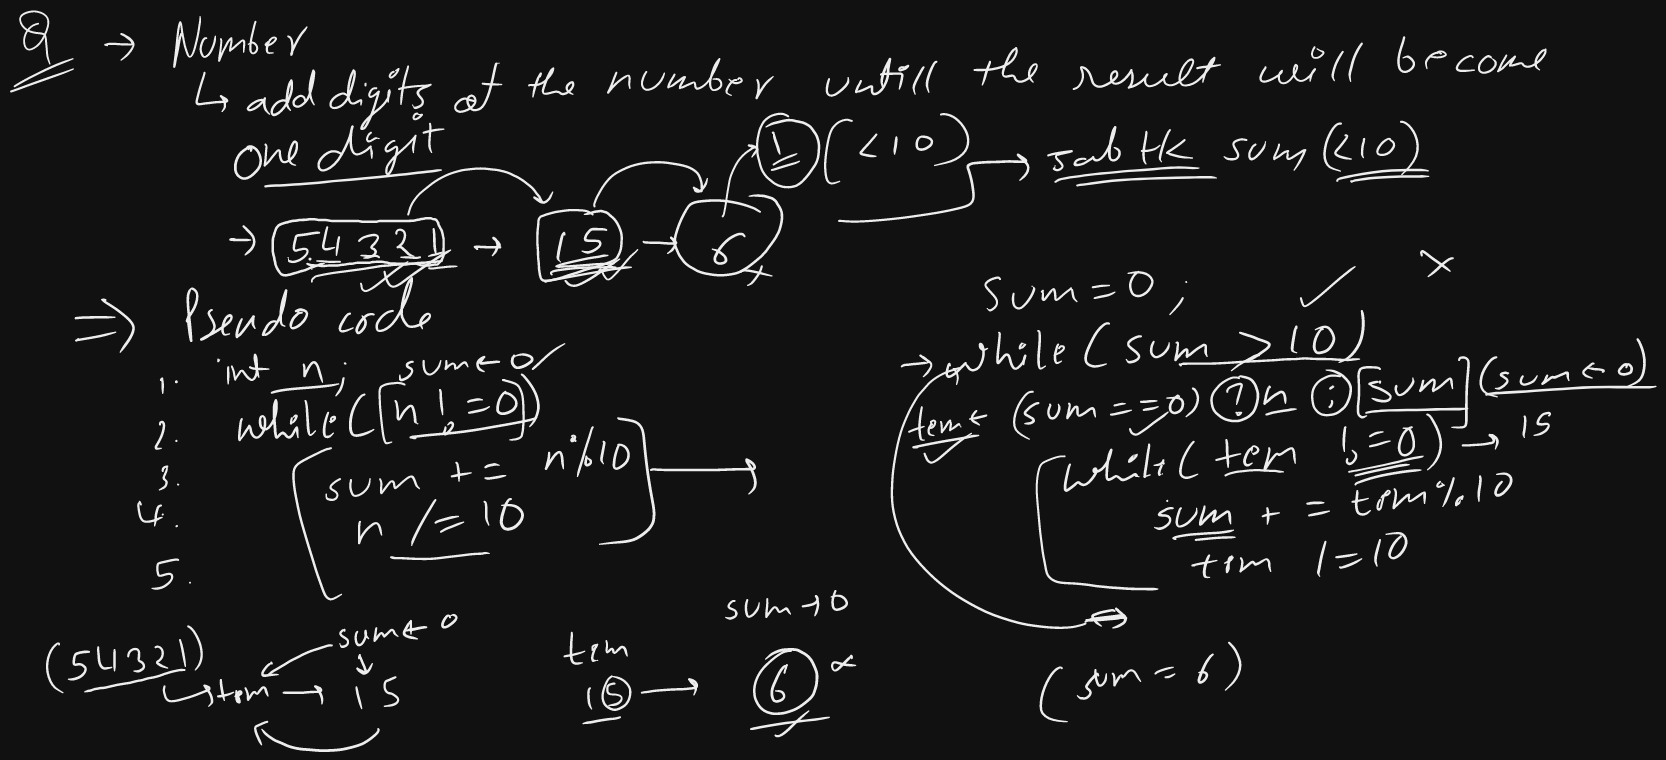 Q → Number
↳ add digits of the number untill the result will become
one digit
1 (<10) → jab tk sum (<10)
→ 54321 → 15 → 6
⇒ Pseudo code
1. int n; sum ← 0
2. while (n != 0)
3. sum += n%10
4. n /= 10
5.
(54321) sum ← 0
↳ tem → 15
sum = 0;
→ while (sum > 10)
tem ← (sum == 0) ? n : [sum] (sum ← 0)
while (tem != 0) → 15
sum += tem%10
tem /= 10
sum → 0
tem
15 → 6
(sum = 6)